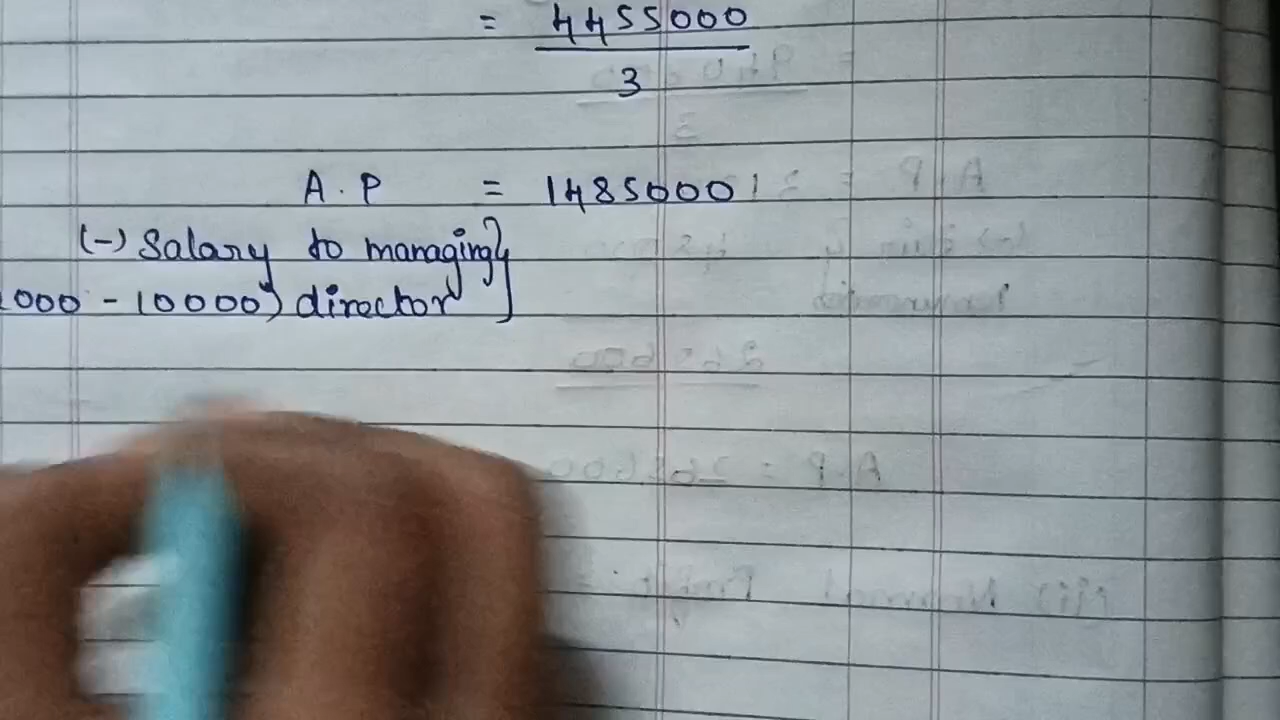 = 4455000
3
A.P = 1485000
(-) Salary to managing }
000 - 10000) director